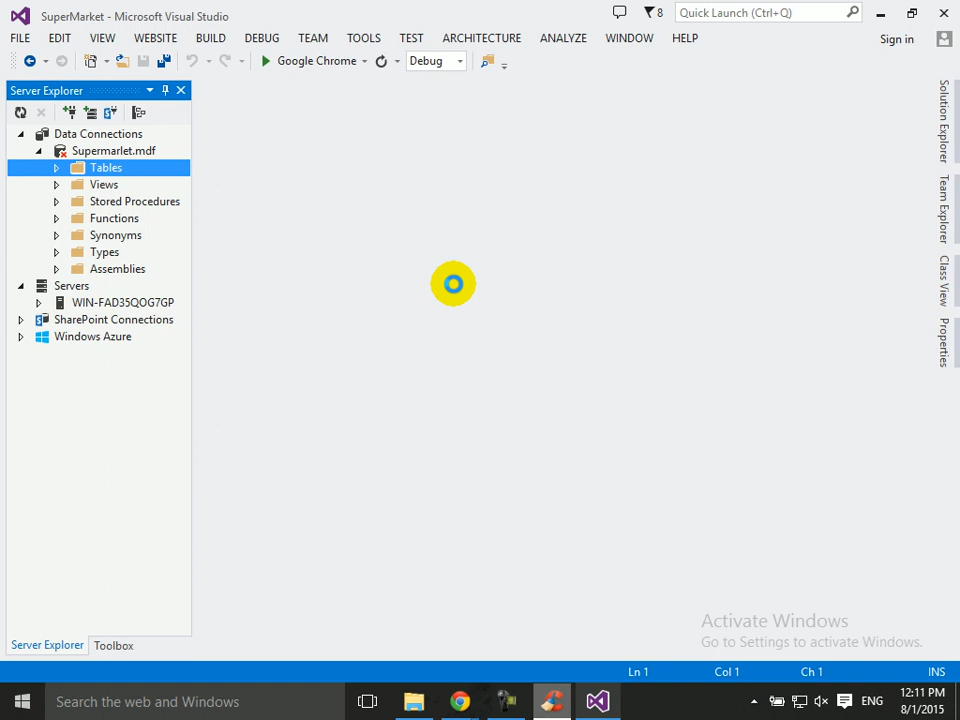 SuperMarket - Microsoft Visual Studio
8
Quick Launch (Ctrl+Q)
FILE EDIT VIEW WEBSITE BUILD DEBUG TEAM TOOLS TEST ARCHITECTURE ANALYZE WINDOW HELP Sign in
Google Chrome Debug
Server Explorer
Data Connections
Supermarlet.mdf
Tables
Views
Stored Procedures
Functions
Synonyms
Types
Assemblies
Servers
WIN-FAD35QOG7GP
SharePoint Connections
Windows Azure
Solution Explorer
Team Explorer
Class View
Properties
Activate Windows
Go to Settings to activate Windows.
Server Explorer Toolbox
Ln 1 Col 1 Ch 1 INS
Search the web and Windows
ENG
12:11 PM
8/1/2015